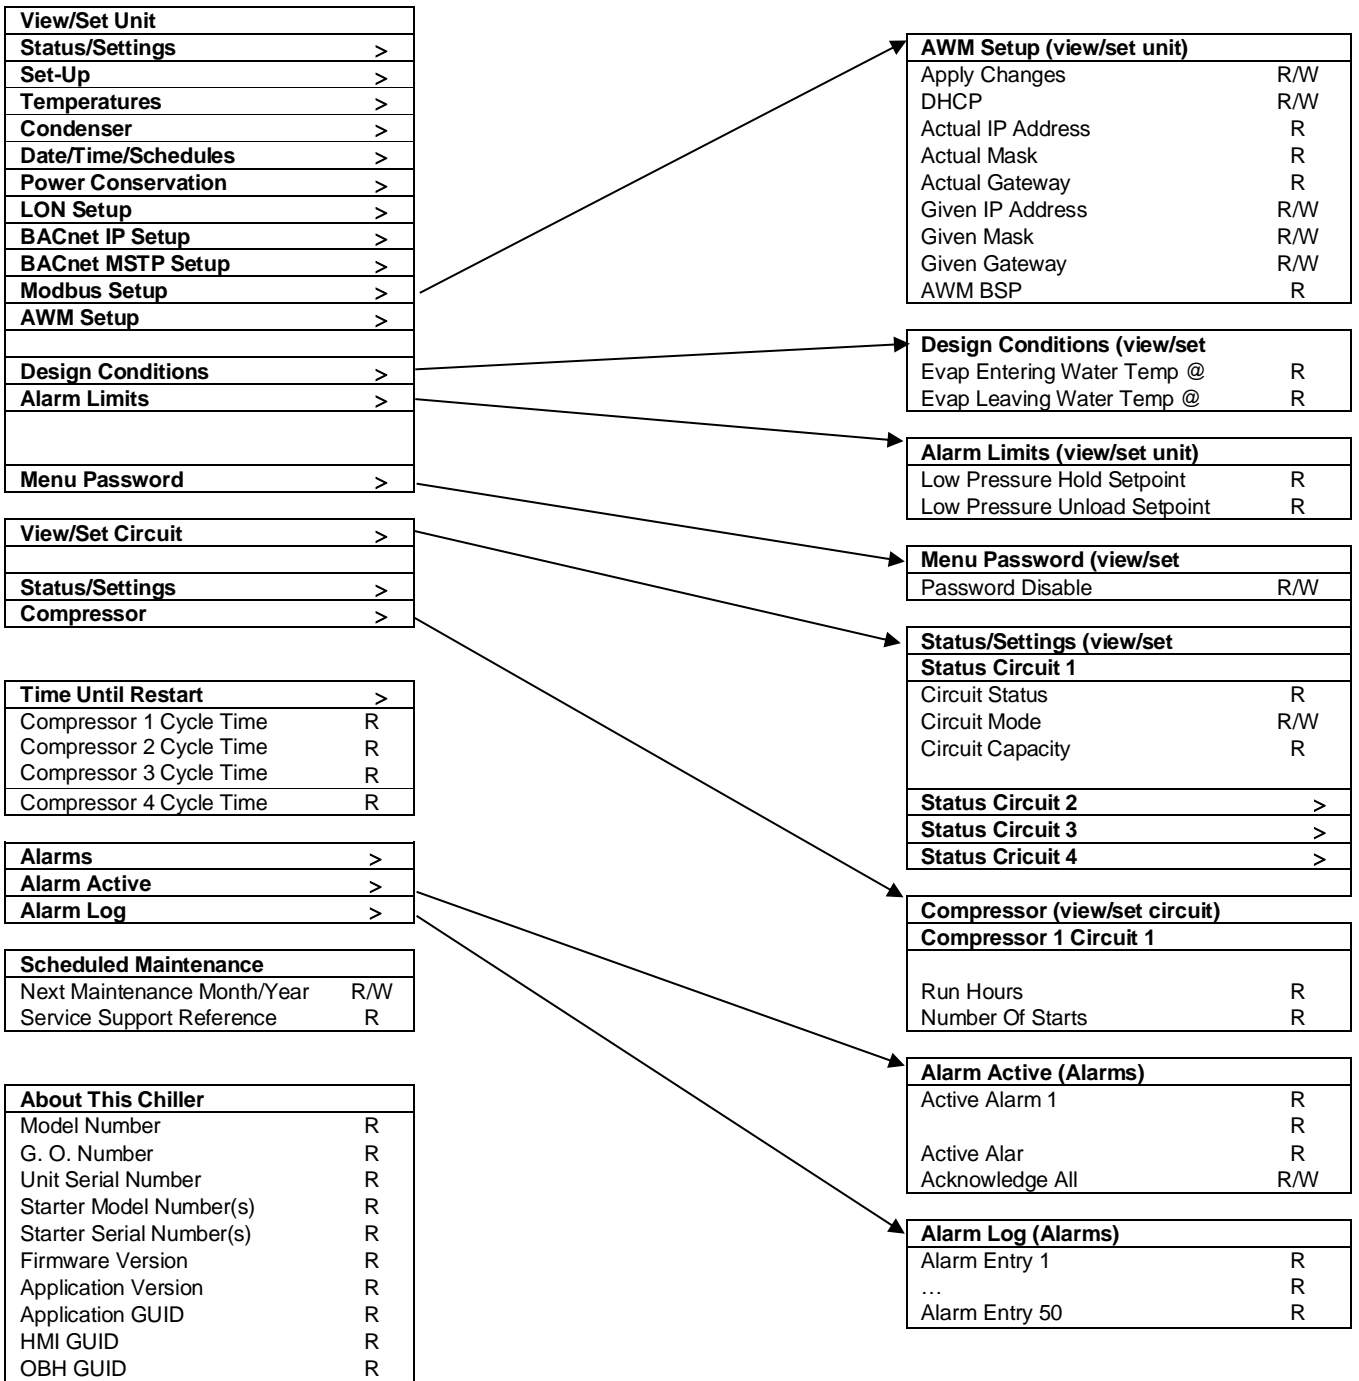 View/Set Unit
Status/Settings >
Set-Up >
Temperatures >
Condenser >
Date/Time/Schedules >
Power Conservation >
LON Setup >
BACnet IP Setup >
BACnet MSTP Setup >
Modbus Setup >
AWM Setup >
Design Conditions >
Alarm Limits >
Menu Password >
View/Set Circuit >
Status/Settings >
Compressor >
Time Until Restart >
Compressor 1 Cycle Time R
Compressor 2 Cycle Time R
Compressor 3 Cycle Time R
Compressor 4 Cycle Time R
Alarms >
Alarm Active >
Alarm Log >
Scheduled Maintenance
Next Maintenance Month/Year R/W
Service Support Reference R
About This Chiller
Model Number R
G. O. Number R
Unit Serial Number R
Starter Model Number(s) R
Starter Serial Number(s) R
Firmware Version R
Application Version R
Application GUID R
HMI GUID R
OBH GUID R
AWM Setup (view/set unit)
Apply Changes R/W
DHCP R/W
Actual IP Address R
Actual Mask R
Actual Gateway R
Given IP Address R/W
Given Mask R/W
Given Gateway R/W
AWM BSP R
Design Conditions (view/set
Evap Entering Water Temp @ R
Evap Leaving Water Temp @ R
Alarm Limits (view/set unit)
Low Pressure Hold Setpoint R
Low Pressure Unload Setpoint R
Menu Password (view/set
Password Disable R/W
Status/Settings (view/set
Status Circuit 1
Circuit Status R
Circuit Mode R/W
Circuit Capacity R
Status Circuit 2 >
Status Circuit 3 >
Status Cricuit 4 >
Compressor (view/set circuit)
Compressor 1 Circuit 1
Run Hours R
Number Of Starts R
Alarm Active (Alarms)
Active Alarm 1 R
R
Active Alar R
Acknowledge All R/W
Alarm Log (Alarms)
Alarm Entry 1 R
… R
Alarm Entry 50 R